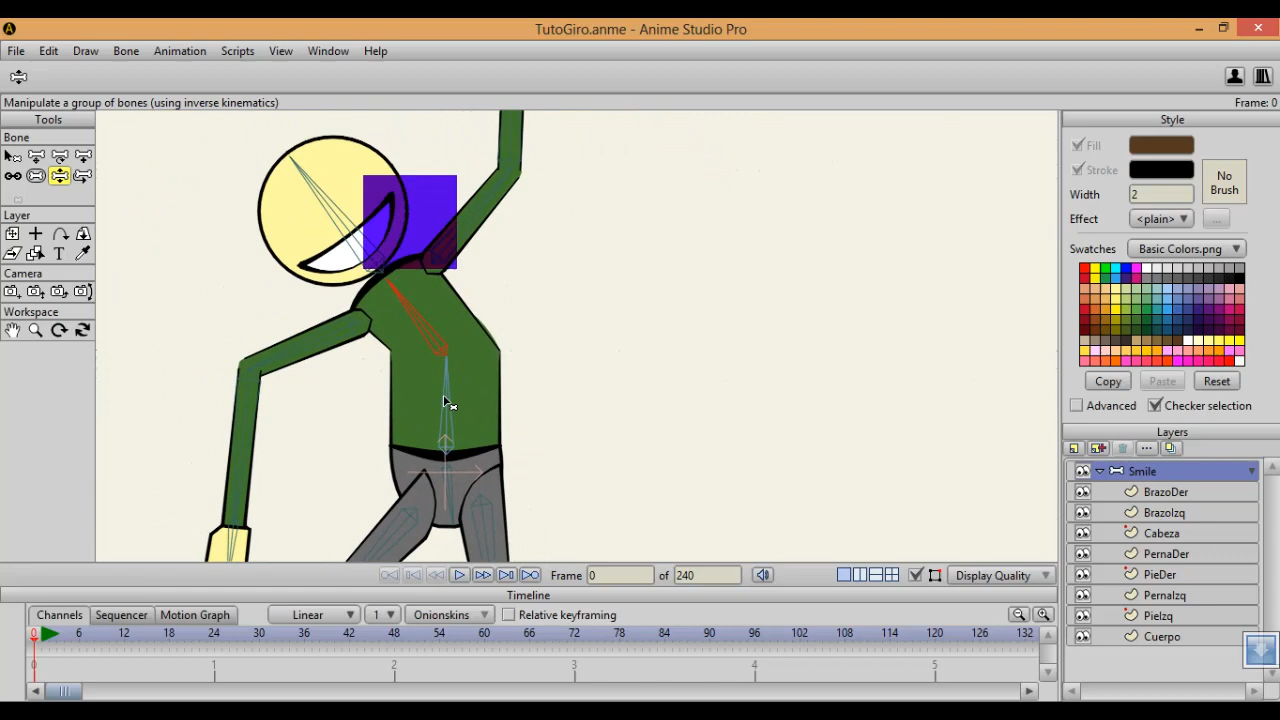 TutoGiro.anme - Anime Studio Pro
File Edit Draw Bone Animation Scripts View Window Help
Manipulate a group of bones (using inverse kinematics) Frame: 0
Tools
Bone
Layer
Camera
Workspace
Style
Fill
Stroke
No Brush
Width 2
Effect <plain> ...
Swatches Basic Colors.png
Copy Paste Reset
Advanced Checker selection
Layers
Smile
BrazoDer
BrazoIzq
Cabeza
PernaDer
PieDer
PernaIzq
PieIzq
Cuerpo
Frame 0 of 240 Display Quality
Timeline
Channels Sequencer Motion Graph Linear 1 Onionskins Relative keyframing
0 6 12 18 24 30 36 42 48 54 60 66 72 78 84 90 96 102 108 114 120 126 132
0 1 2 3 4 5